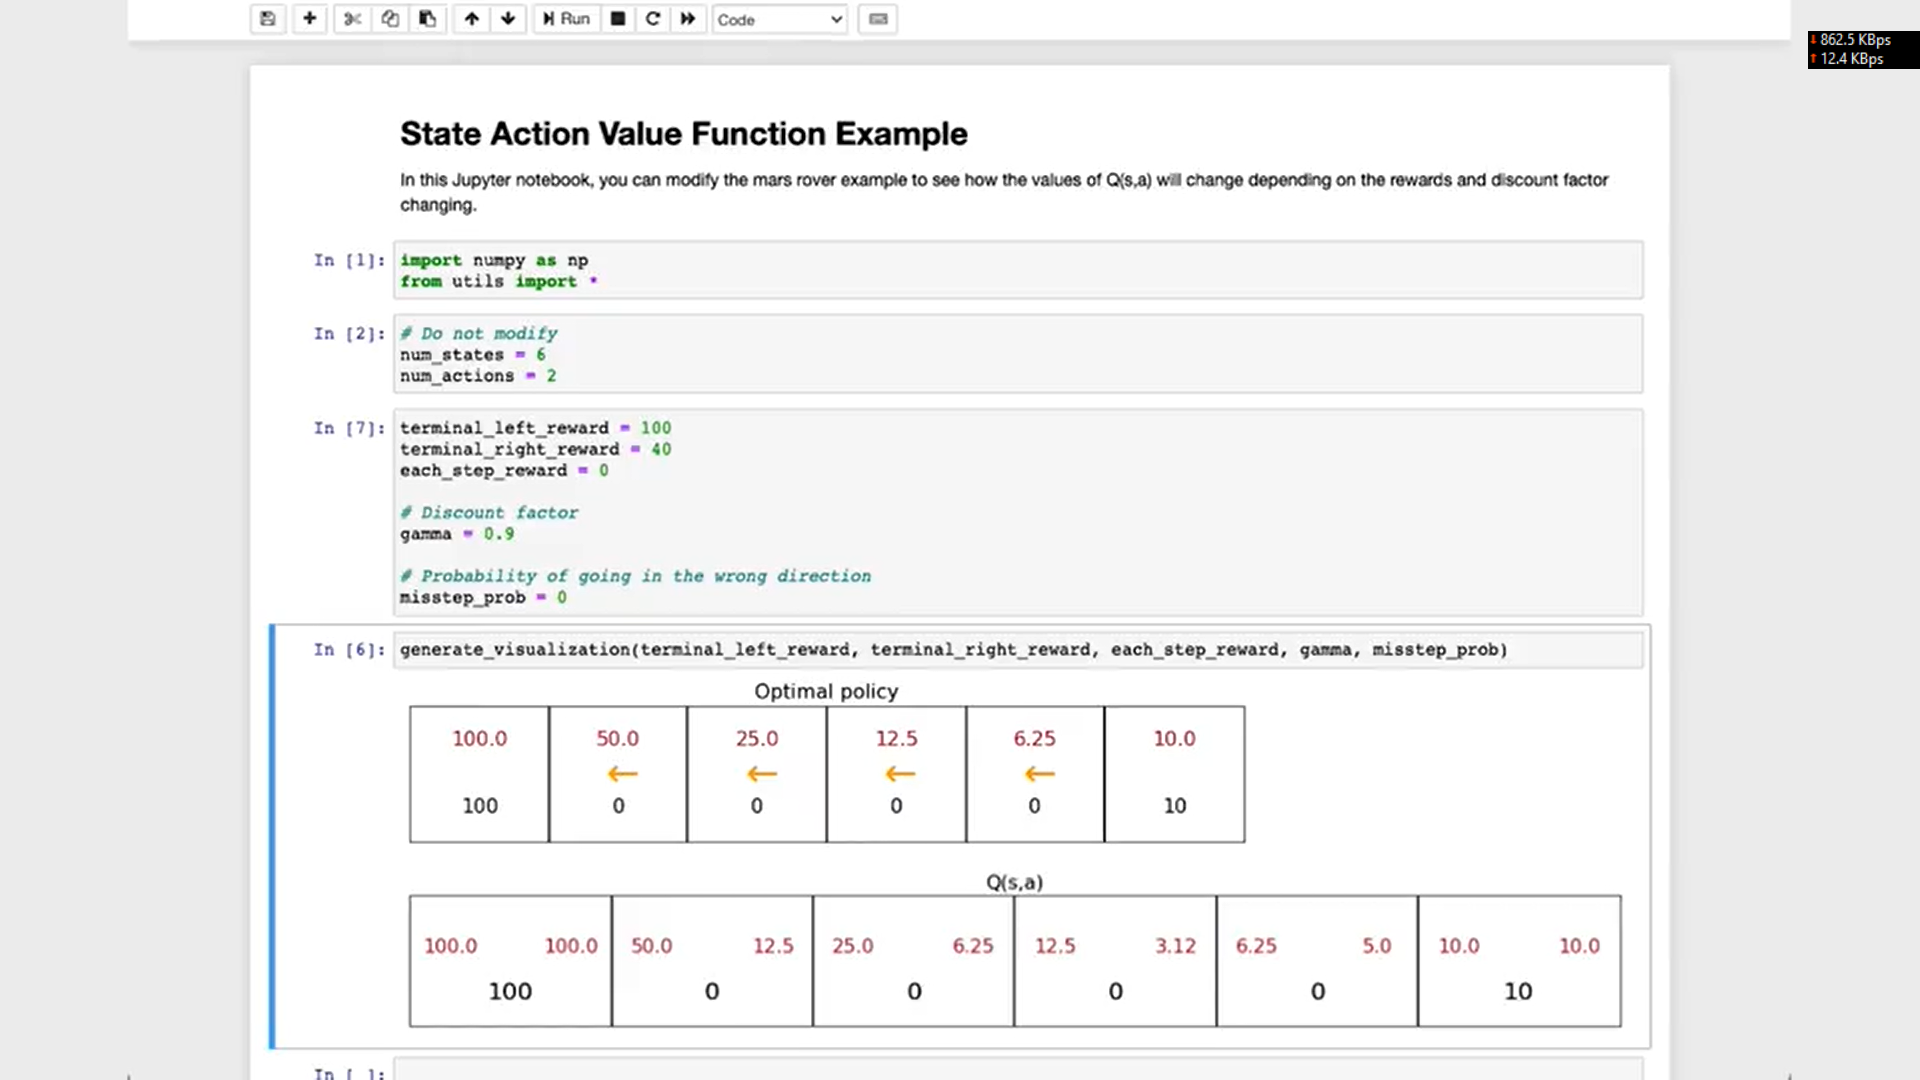 Run
Code
862.5 KBps
12.4 KBps
State Action Value Function Example
In this Jupyter notebook, you can modify the mars rover example to see how the values of Q(s,a) will change depending on the rewards and discount factor
changing.
In [1]: import numpy as np
from utils import *
In [2]: # Do not modify
num_states = 6
num_actions = 2
In [7]: terminal_left_reward = 100
terminal_right_reward = 40
each_step_reward = 0
# Discount factor
gamma = 0.9
# Probability of going in the wrong direction
misstep_prob = 0
In [6]: generate_visualization(terminal_left_reward, terminal_right_reward, each_step_reward, gamma, misstep_prob)
Optimal policy
100.0 50.0 25.0 12.5 6.25 10.0
100 0 0 0 0 10
Q(s,a)
100.0 100.0 50.0 12.5 25.0 6.25 12.5 3.12 6.25 5.0 10.0 10.0
100 0 0 0 0 10
In [ ]: